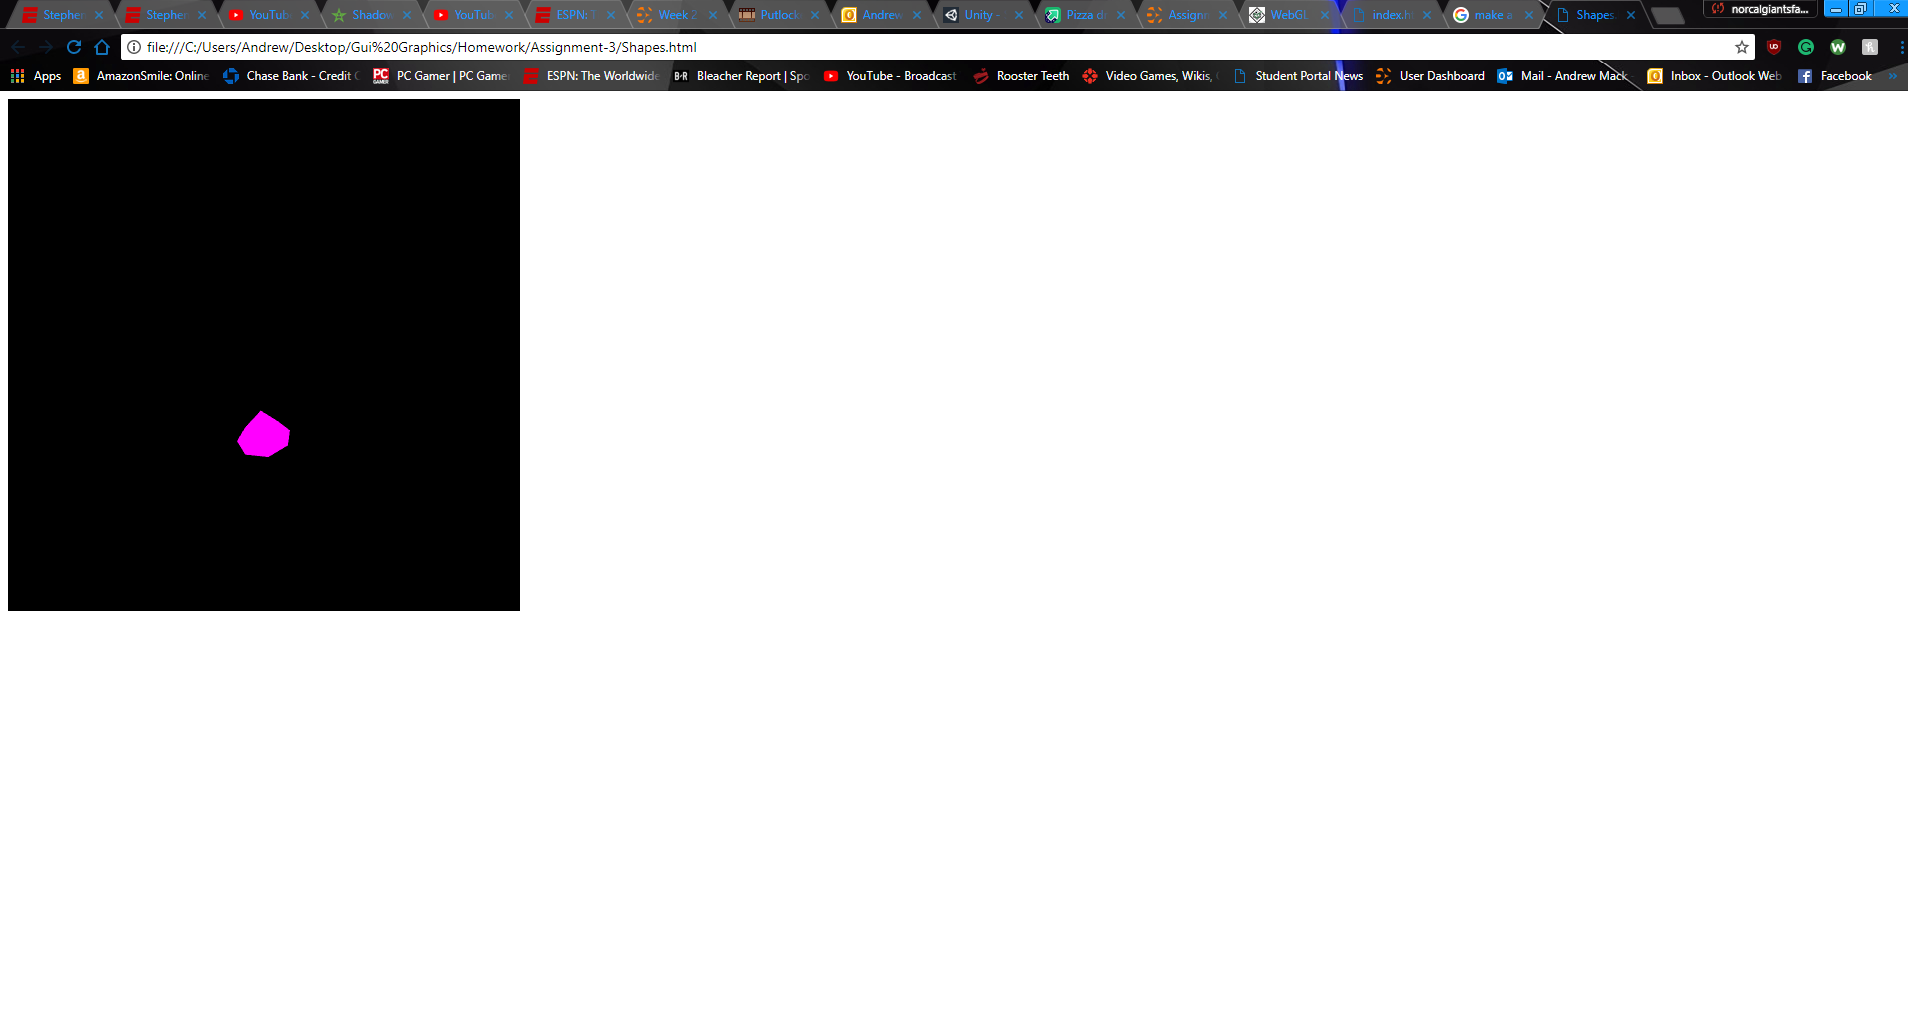 Stephen Stephen YouTube Shadow YouTube ESPN: T Week 2 Putlock Andrew Unity - Pizza d Assignm WebGL index.h make a Shapes. norcalgiantsfa...
file:///C:/Users/Andrew/Desktop/Gui%20Graphics/Homework/Assignment-3/Shapes.html
Apps AmazonSmile: Online Chase Bank - Credit PC Gamer | PC Game ESPN: The Worldwide B/R Bleacher Report | Spo YouTube - Broadcast Rooster Teeth Video Games, Wikis, Student Portal News User Dashboard Mail - Andrew Mack Inbox - Outlook Web Facebook »